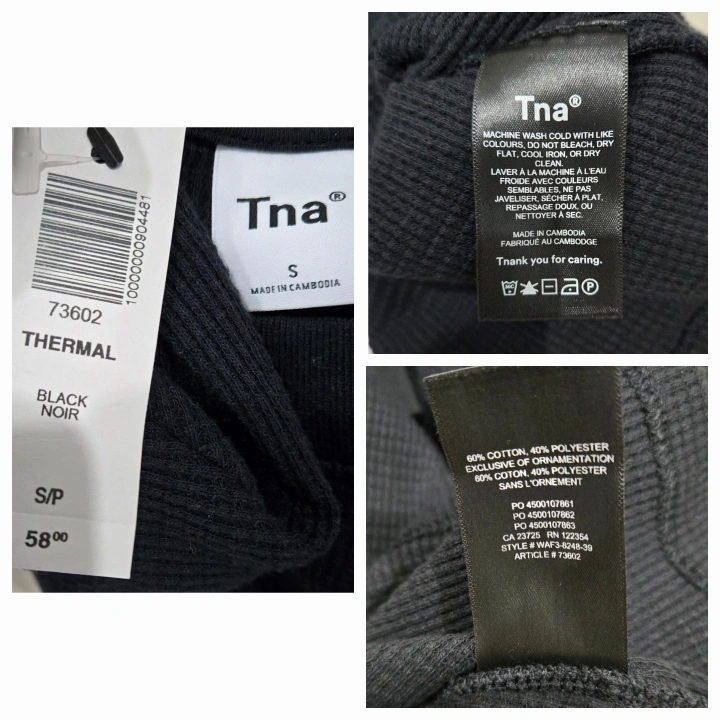 10000000904481
73602
THERMAL
BLACK
NOIR
S/P
58⁰⁰
Tna®
S
MADE IN CAMBODIA
Tna®
MACHINE WASH COLD WITH LIKE
COLOURS, DO NOT BLEACH, DRY
FLAT, COOL IRON, OR DRY
CLEAN.
LAVER À LA MACHINE À L'EAU
FROIDE AVEC COULEURS
SEMBLABLES, NE PAS
JAVELISER, SÉCHER À PLAT,
REPASSAGE DOUX, OU
NETTOYER À SEC.
MADE IN CAMBODIA
FABRIQUÉ AU CAMBODGE
Tnank you for caring.
30C P
60% COTTON, 40% POLYESTER
EXCLUSIVE OF ORNAMENTATION
60% COTON, 40% POLYESTER
SANS L'ORNEMENT
PO 4500107861
PO 4500107862
PO 4500107863
CA 23725 RN 122354
STYLE # WAF3-8248-39
ARTICLE # 73602